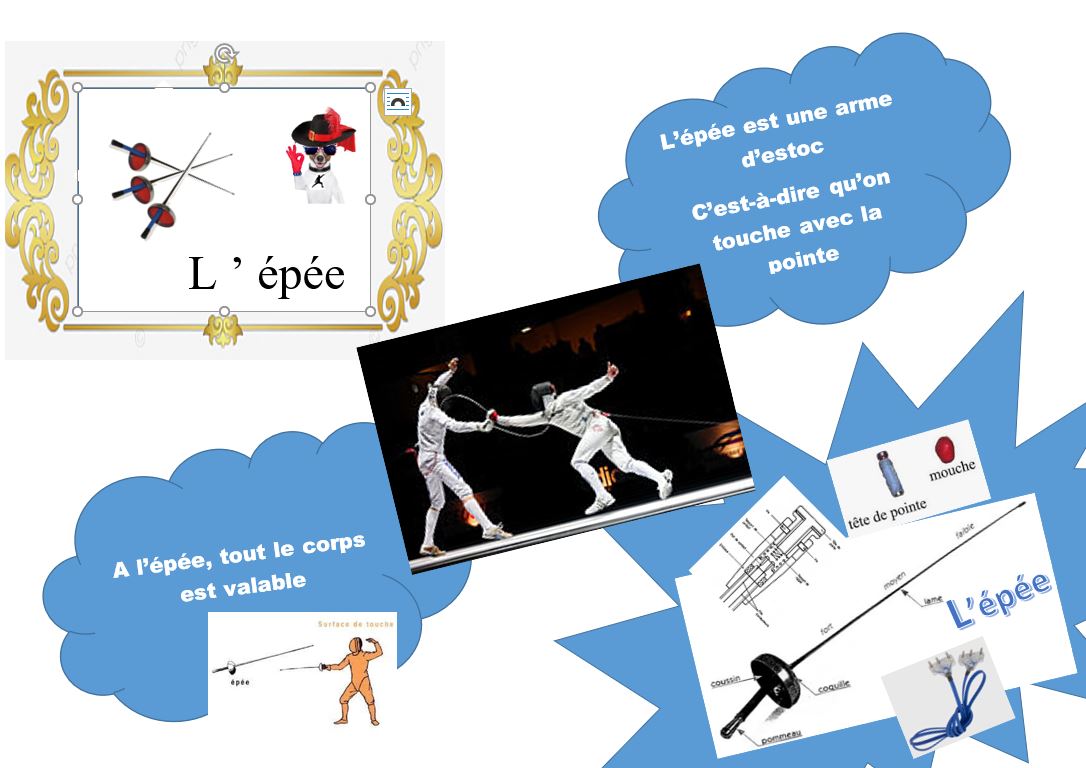 L ’ épée
L’épée est une arme
d’estoc
C’est-à-dire qu’on
touche avec la
pointe
A l’épée, tout le corps
est valable
Surface de touche
épée
mouche
tête de pointe
faible
moyen
lame
fort
L’épée
coussin
coquille
pommeau